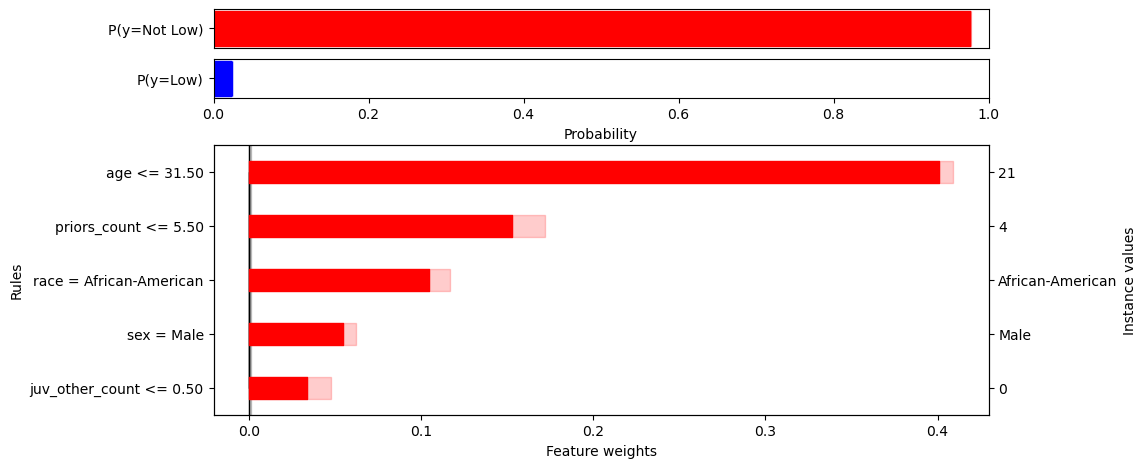 P(y=Not Low)
P(y=Low)
0.0 0.2 0.4 0.6 0.8 1.0
Probability
Rules
age <= 31.50 21
priors_count <= 5.50 4
race = African-American African-American
sex = Male Male
juv_other_count <= 0.50 0
Instance values
0.0 0.1 0.2 0.3 0.4
Feature weights